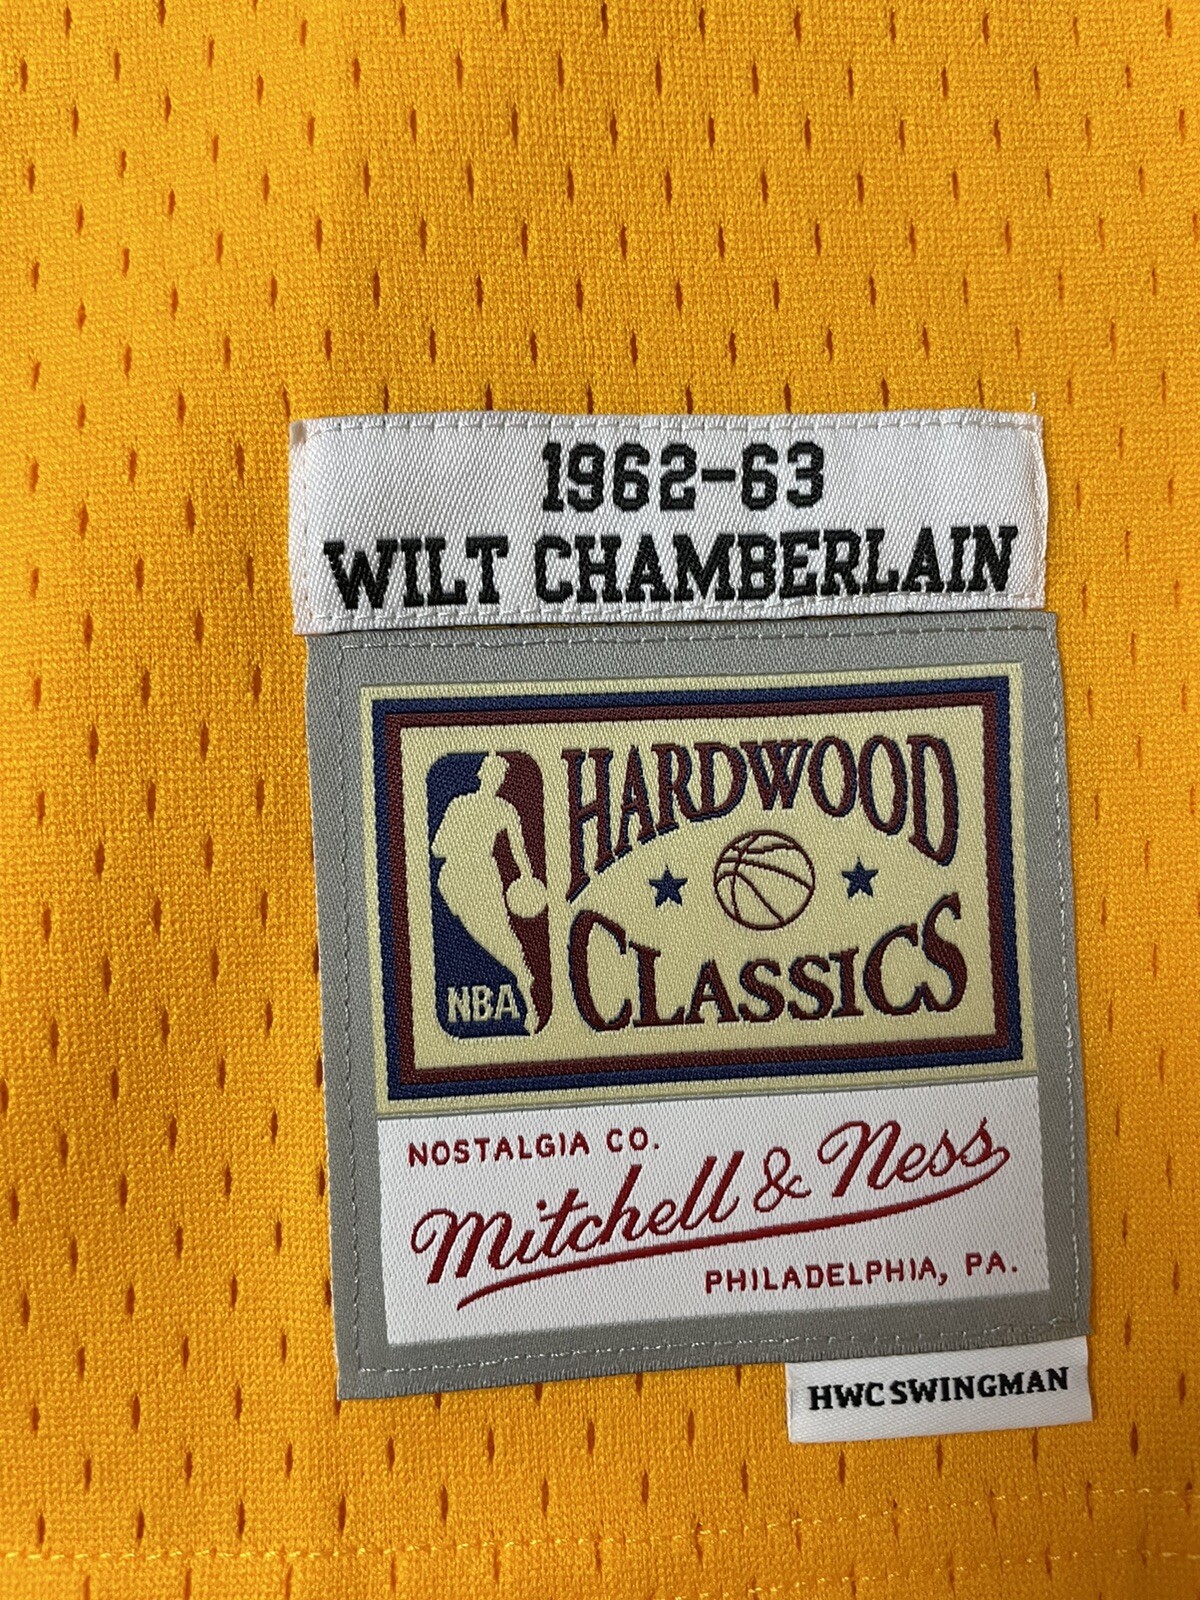 1962-63
WILT CHAMBERLAIN
HARDWOOD
CLASSICS
NBA
NOSTALGIA CO.
Mitchell & Ness
PHILADELPHIA, PA.
HWC SWINGMAN